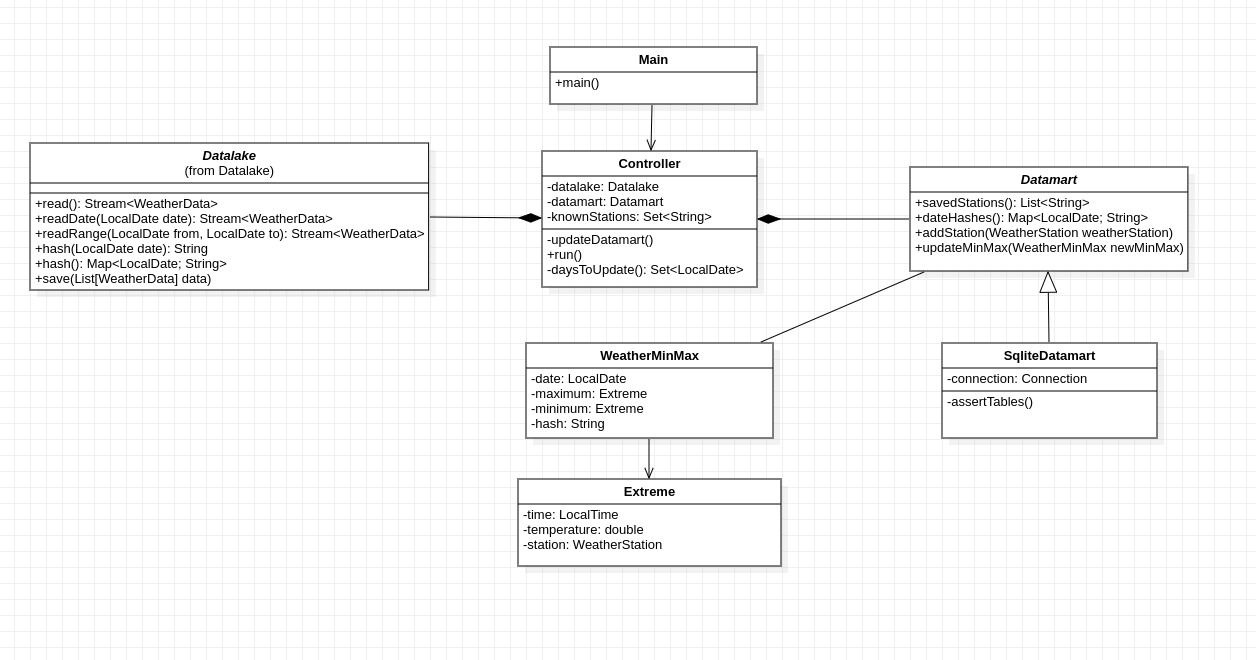 Main
+main()
Datalake
(from Datalake)
+read(): Stream<WeatherData>
+readDate(LocalDate date): Stream<WeatherData>
+readRange(LocalDate from, LocalDate to): Stream<WeatherData>
+hash(LocalDate date): String
+hash(): Map<LocalDate; String>
+save(List[WeatherData] data)
Controller
-datalake: Datalake
-datamart: Datamart
-knownStations: Set<String>
-updateDatamart()
+run()
-daysToUpdate(): Set<LocalDate>
Datamart
+savedStations(): List<String>
+dateHashes(): Map<LocalDate; String>
+addStation(WeatherStation weatherStation)
+updateMinMax(WeatherMinMax newMinMax)
WeatherMinMax
-date: LocalDate
-maximum: Extreme
-minimum: Extreme
-hash: String
SqliteDatamart
-connection: Connection
-assertTables()
Extreme
-time: LocalTime
-temperature: double
-station: WeatherStation